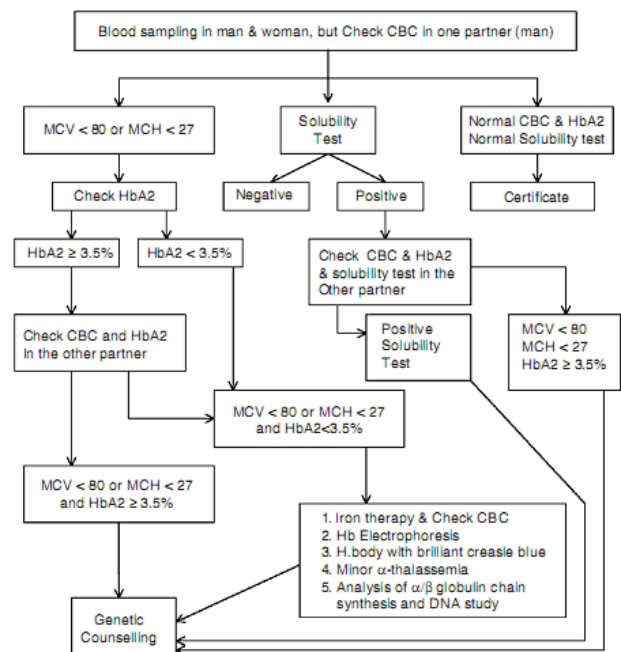 Blood sampling in man & woman, but Check CBC in one partner (man)
MCV < 80 or MCH < 27
Solubility
Test
Normal CBC & HbA2
Normal Solubility test
Check HbA2
Negative
Positive
Certificate
HbA2 ≥ 3.5%
HbA2 < 3.5%
Check CBC & HbA2
& solubility test in the
Other partner
Check CBC and HbA2
In the other partner
Positive
Solubility
Test
MCV < 80
MCH < 27
HbA2 ≥ 3.5%
MCV < 80 or MCH < 27
and HbA2<3.5%
MCV < 80 or MCH < 27
and HbA2 ≥ 3.5%
1. Iron therapy & Check CBC
2. Hb Electrophoresis
3. H.body with brilliant creasle blue
4. Minor α-thalassemia
5. Analysis of α/β globulin chain
synthesis and DNA study
Genetic
Counselling